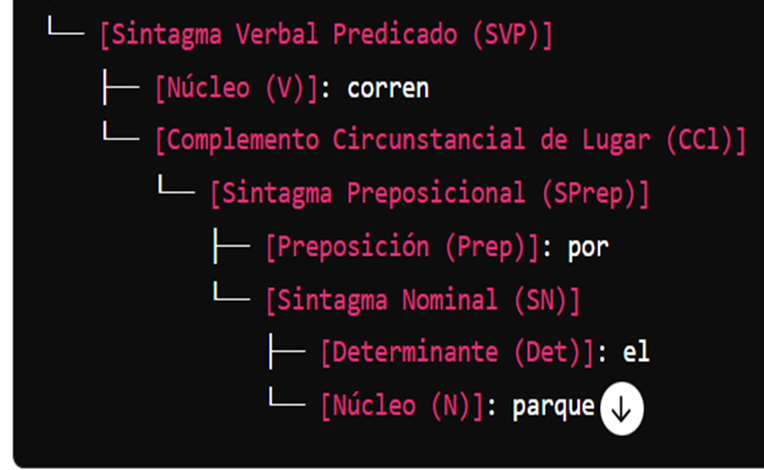 └── [Sintagma Verbal Predicado (SVP)]
├── [Núcleo (V)]: corren
└── [Complemento Circunstancial de Lugar (CCl)]
└── [Sintagma Preposicional (SPrep)]
├── [Preposición (Prep)]: por
└── [Sintagma Nominal (SN)]
├── [Determinante (Det)]: el
└── [Núcleo (N)]: parque